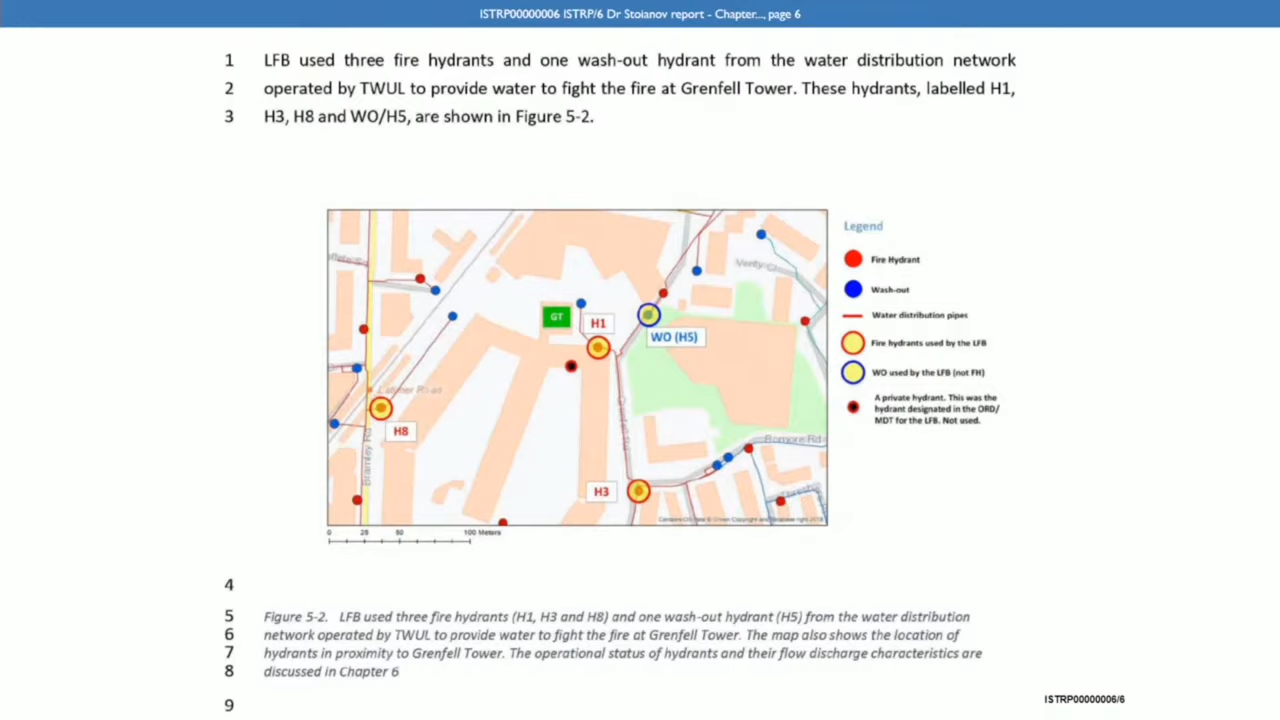 ISTRP00000006 ISTRP/6 Dr Stoianov report - Chapter..., page 6
1 LFB used three fire hydrants and one wash-out hydrant from the water distribution network
2 operated by TWUL to provide water to fight the fire at Grenfell Tower. These hydrants, labelled H1,
3 H3, H8 and WO/H5, are shown in Figure 5-2.
Legend
Fire Hydrant
Wash-out
Water distribution pipes
Fire hydrants used by the LFB
WO used by the LFB (not FH)
A private hydrant. This was the
hydrant designated in the ORD/
MDT for the LFB. Not used.
Verity
GT
H1
WO (H5)
Latimer Road
H8
Bramley Rd
Bomore Rd
H3
0 25 50 100 Meters
4
5 Figure 5-2. LFB used three fire hydrants (H1, H3 and H8) and one wash-out hydrant (H5) from the water distribution
6 network operated by TWUL to provide water to fight the fire at Grenfell Tower. The map also shows the location of
7 hydrants in proximity to Grenfell Tower. The operational status of hydrants and their flow discharge characteristics are
8 discussed in Chapter 6
9
ISTRP00000006/6